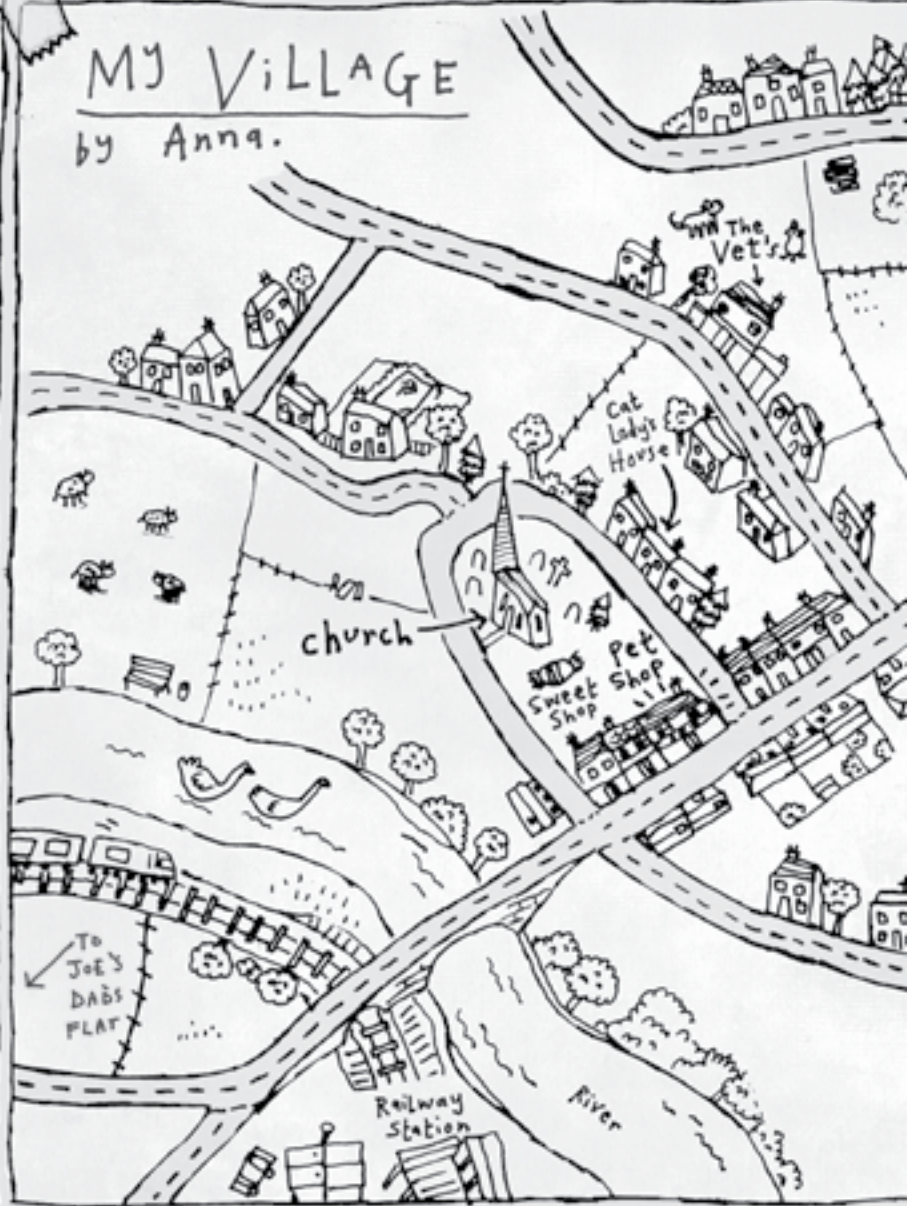 My ViLLAGE
by Anna.
The
Vet's
Cat
Lady's
House
church
Pet
Shop
Sweet
Shop
TO
JOE'S
DAD'S
FLAT
Railway
Station
River